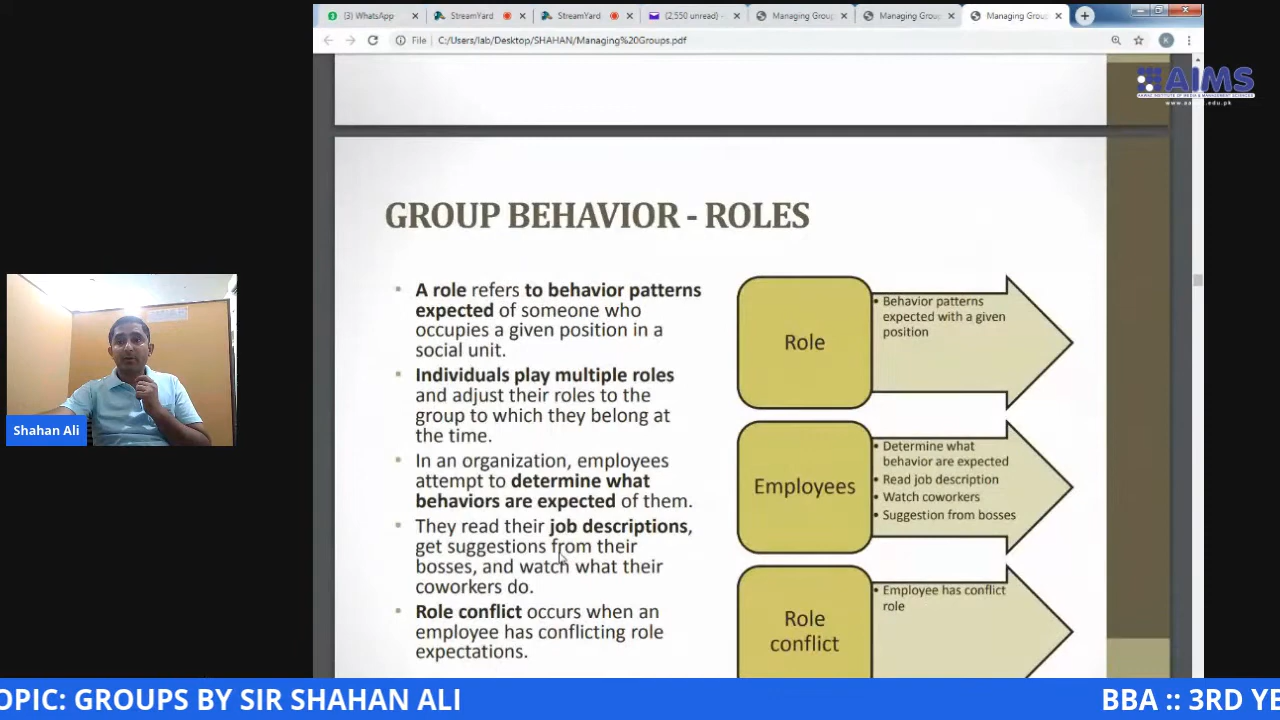 (3) WhatsApp
StreamYard
StreamYard
(2,550 unread) -
Managing Grou
Managing Group
Managing Grou
File
C:/Users/lab/Desktop/SHAHAN/Managing%20Groups.pdf
AIMS
www.aa
.edu.pk
GROUP BEHAVIOR - ROLES
• A role refers to behavior patterns
expected of someone who
occupies a given position in a
social unit.
• Individuals play multiple roles
and adjust their roles to the
group to which they belong at
the time.
• In an organization, employees
attempt to determine what
behaviors are expected of them.
• They read their job descriptions,
get suggestions from their
bosses, and watch what their
coworkers do.
• Role conflict occurs when an
employee has conflicting role
expectations.
Role
• Behavior patterns
expected with a given
position
Employees
• Determine what
behavior are expected
• Read job description
• Watch coworkers
• Suggestion from bosses
Role
conflict
• Employee has conflict
role
Shahan Ali
OPIC: GROUPS BY SIR SHAHAN ALI
BBA :: 3RD YE